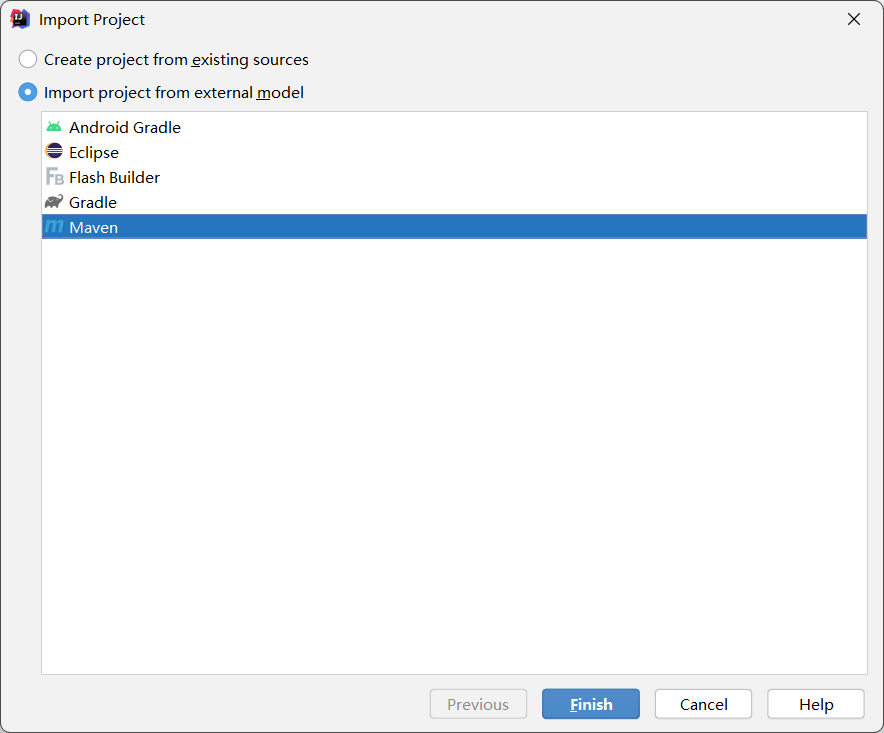 Import Project
Create project from existing sources
Import project from external model
Android Gradle
Eclipse
Flash Builder
Gradle
Maven
Previous Finish Cancel Help